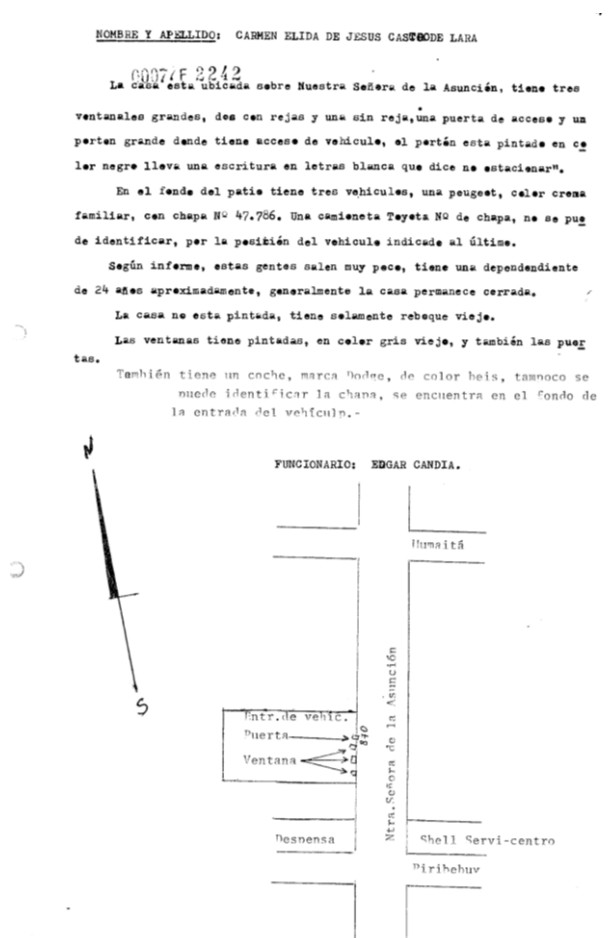 NOMBRE Y APELLIDO: CARMEN ELIDA DE JESUS CASTRODE LARA
0007/F 2242
La casa esta ubicada sobre Nuestra Señora de la Asunción, tiene tres
ventanales grandes, dos con rejas y una sin reja, una puerta de acceso y un
porton grande donde tiene acceso de vehiculo, el portón esta pintado en co
lor negro lleva una escritura en letras blanca que dice no estacionar".
En el fondo del patio tiene tres vehiculos, una peugeot, color crema
familiar, con chapa Nº 47.786. Una camioneta Toyota Nº de chapa, no se pue
de identificar, por la position del vehiculo indicado al último.
Según informe, estas gentes salen muy poco, tiene una dependiendiente
de 24 años aproximadamente, generalmente la casa permanece cerrada.
La casa no esta pintada, tiene solamente reboque viejo.
Las ventanas tiene pintadas, en color gris viejo, y también las puer
tas.
También tiene un coche, marca Dodge, de color beis, tampoco se
puede identificar la chapa, se encuentra en el fondo de
la entrada del vehículp.-
N
FUNCIONARIO: EDGAR CANDIA.
Humaitá
S
Entr.de vehic.
Puerta
840
Ventana
Ntra.Señora de la Asunción
Despensa
Shell Servi-centro
Piribebuy